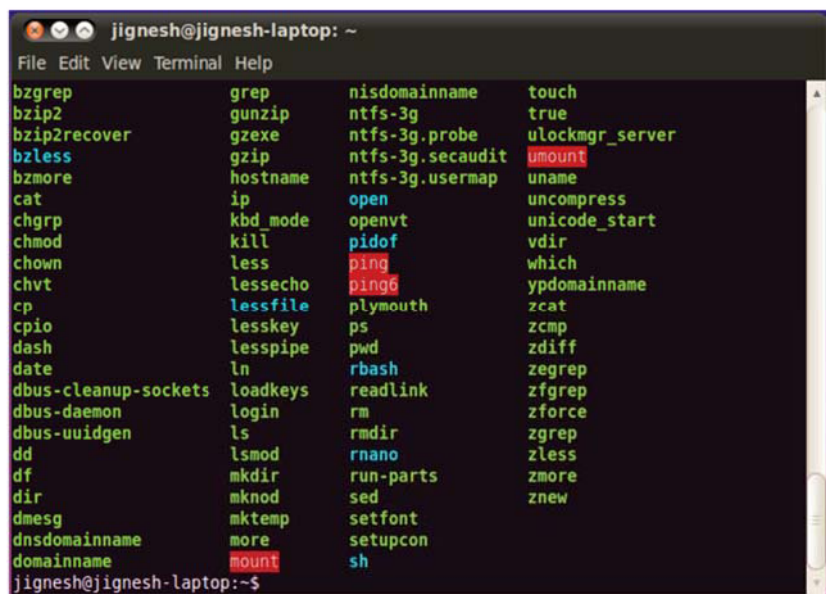 jignesh@jignesh-laptop: ~
File Edit View Terminal Help
bzgrep grep nisdomainname touch
bzip2 gunzip ntfs-3g true
bzip2recover gzexe ntfs-3g.probe ulockmgr_server
bzless gzip ntfs-3g.secaudit umount
bzmore hostname ntfs-3g.usermap uname
cat ip open uncompress
chgrp kbd_mode openvt unicode_start
chmod kill pidof vdir
chown less ping which
chvt lessecho ping6 ypdomainname
cp lessfile plymouth zcat
cpio lesskey ps zcmp
dash lesspipe pwd zdiff
date ln rbash zegrep
dbus-cleanup-sockets loadkeys readlink zfgrep
dbus-daemon login rm zforce
dbus-uuidgen ls rmdir zgrep
dd lsmod rnano zless
df mkdir run-parts zmore
dir mknod sed znew
dmesg mktemp setfont
dnsdomainname more setupcon
domainname mount sh
jignesh@jignesh-laptop:~$